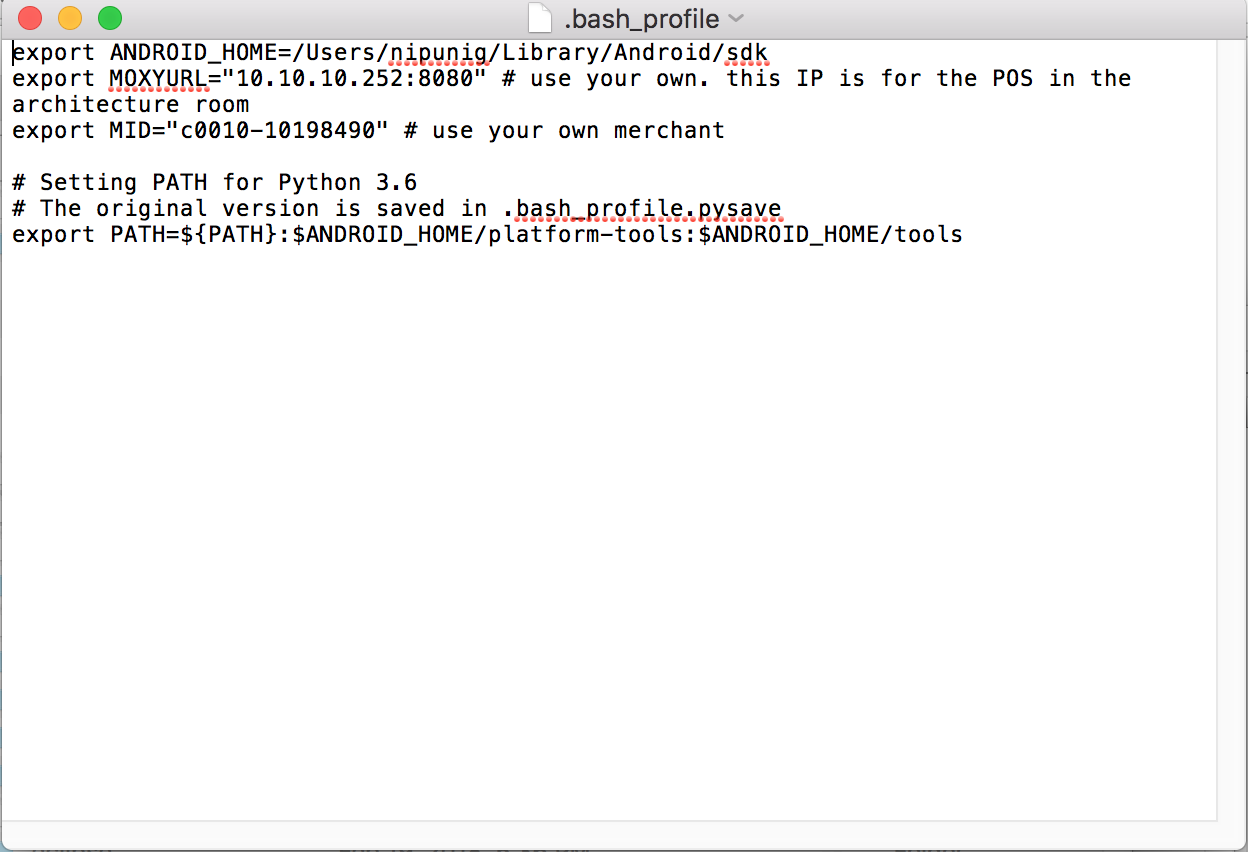 .bash_profile
export ANDROID_HOME=/Users/nipunig/Library/Android/sdk
export MOXYURL="10.10.10.252:8080" # use your own. this IP is for the POS in the
architecture room
export MID="c0010-10198490" # use your own merchant
# Setting PATH for Python 3.6
# The original version is saved in .bash_profile.pysave
export PATH=${PATH}:$ANDROID_HOME/platform-tools:$ANDROID_HOME/tools